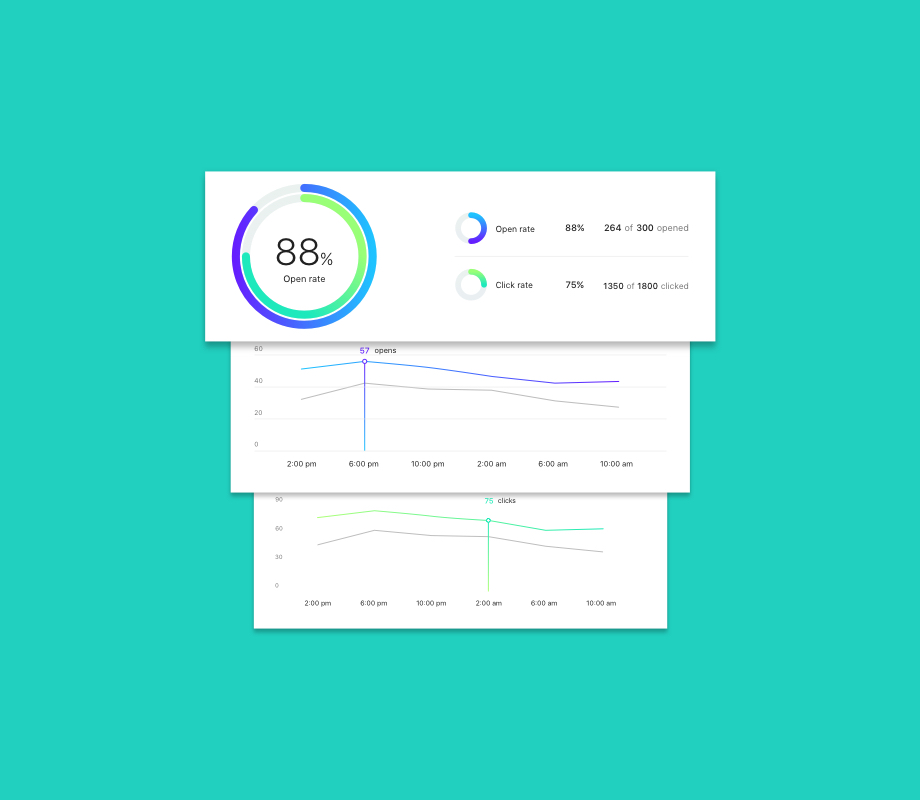 88%
Open rate
Open rate 88% 264 of 300 opened
Click rate 75% 1350 of 1800 clicked
57 opens
60
40
20
0
2:00 pm 6:00 pm 10:00 pm 2:00 am 6:00 am 10:00 am
75 clicks
90
60
30
0
2:00 pm 6:00 pm 10:00 pm 2:00 am 6:00 am 10:00 am